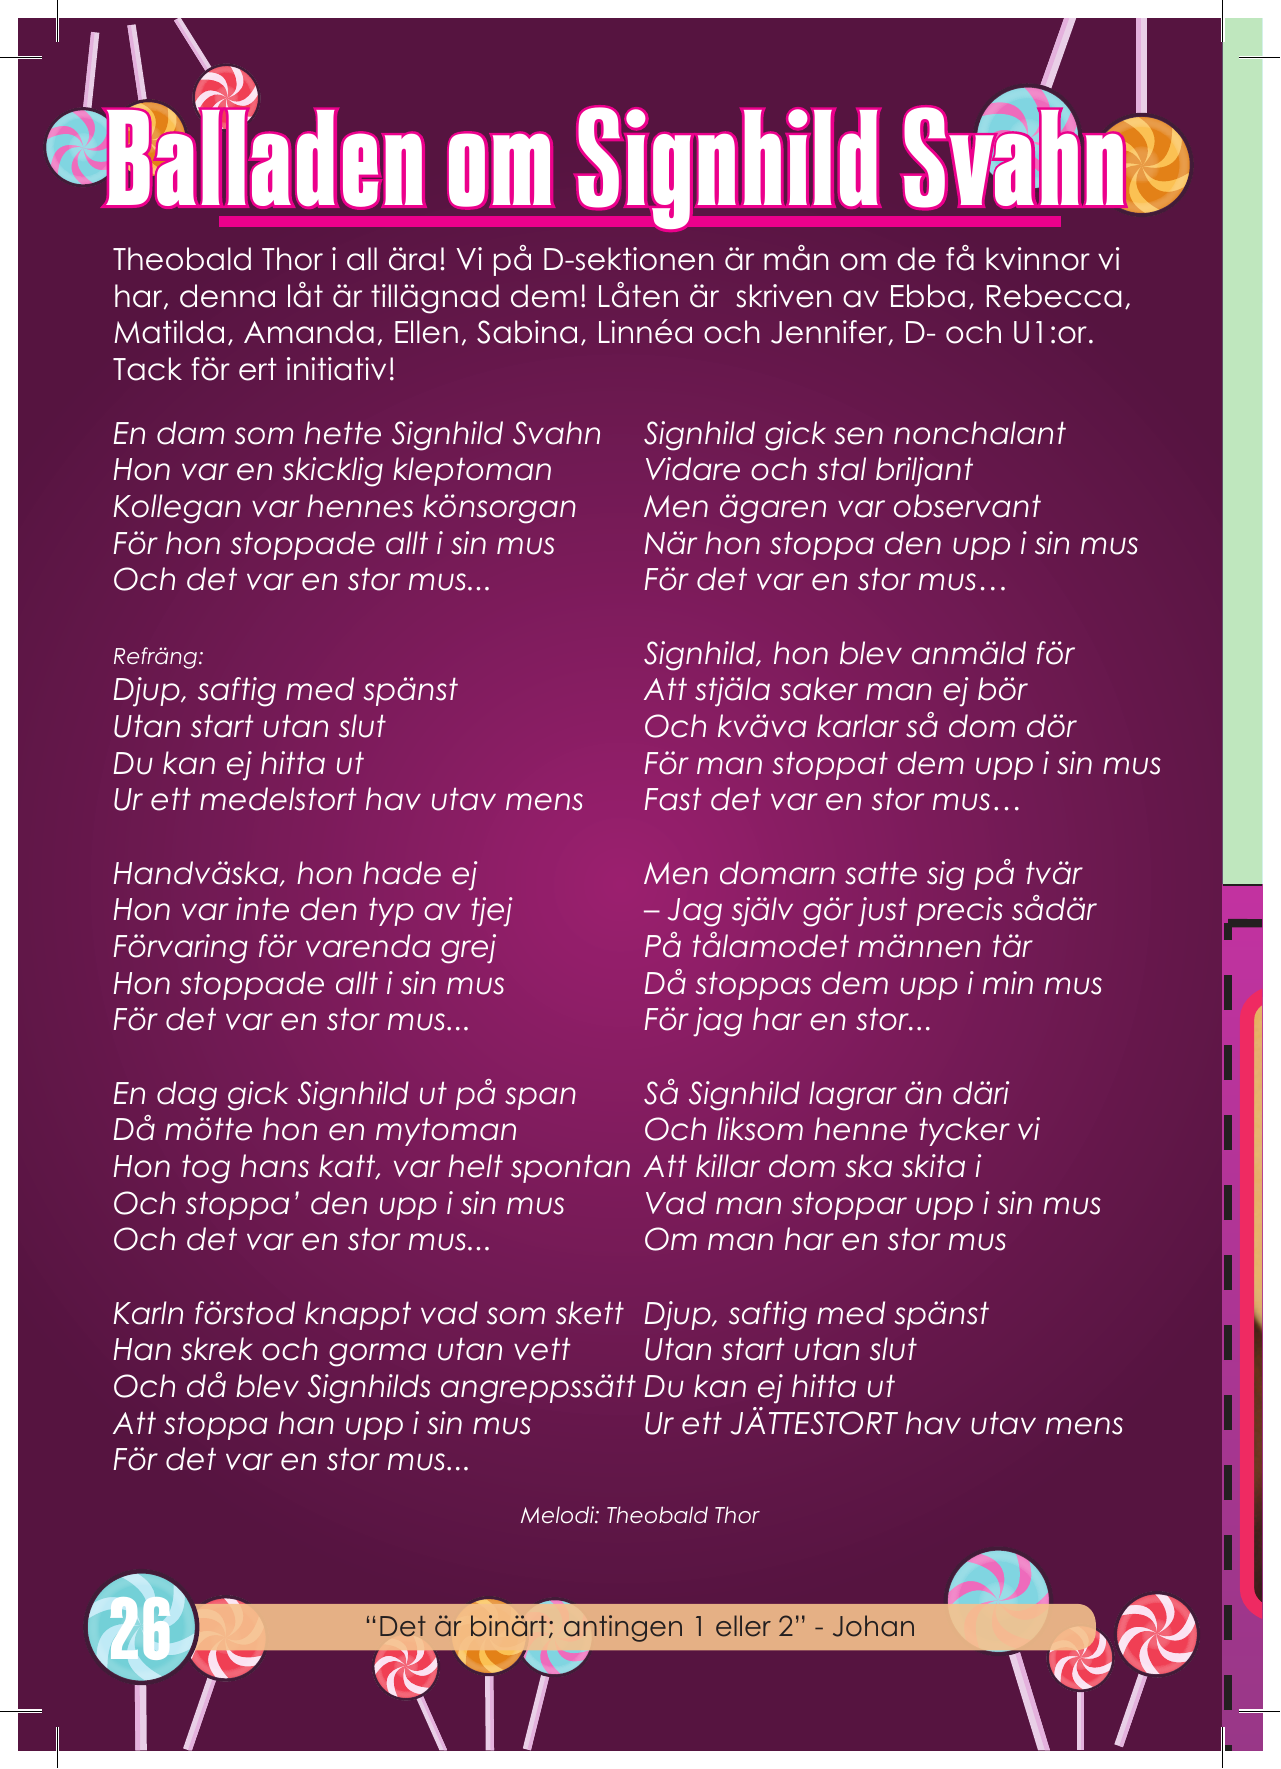 Balladen om Signhild Svahn
Theobald Thor i all ära! Vi på D-sektionen är mån om de få kvinnor vi
har, denna låt är tillägnad dem! Låten är  skriven av Ebba, Rebecca,
Matilda, Amanda, Ellen, Sabina, Linnéa och Jennifer, D- och U1:or.
Tack för ert initiativ!
En dam som hette Signhild Svahn
Hon var en skicklig kleptoman
Kollegan var hennes könsorgan
För hon stoppade allt i sin mus
Och det var en stor mus...
Refräng:
Djup, saftig med spänst
Utan start utan slut
Du kan ej hitta ut
Ur ett medelstort hav utav mens
Handväska, hon hade ej
Hon var inte den typ av tjej
Förvaring för varenda grej
Hon stoppade allt i sin mus
För det var en stor mus...
En dag gick Signhild ut på span
Då mötte hon en mytoman
Hon tog hans katt, var helt spontan
Och stoppa’ den upp i sin mus
Och det var en stor mus...
Karln förstod knappt vad som skett
Han skrek och gorma utan vett
Och då blev Signhilds angreppssätt
Att stoppa han upp i sin mus
För det var en stor mus...
Signhild gick sen nonchalant
Vidare och stal briljant
Men ägaren var observant
När hon stoppa den upp i sin mus
För det var en stor mus…
Signhild, hon blev anmäld för
Att stjäla saker man ej bör
Och kväva karlar så dom dör
För man stoppat dem upp i sin mus
Fast det var en stor mus…
Men domarn satte sig på tvär
– Jag själv gör just precis sådär
På tålamodet männen tär
Då stoppas dem upp i min mus
För jag har en stor...
Så Signhild lagrar än däri
Och liksom henne tycker vi
Att killar dom ska skita i
Vad man stoppar upp i sin mus
Om man har en stor mus
Djup, saftig med spänst
Utan start utan slut
Du kan ej hitta ut
Ur ett JÄTTESTORT hav utav mens
Melodi: Theobald Thor
26
“Det är binärt; antingen 1 eller 2” - Johan